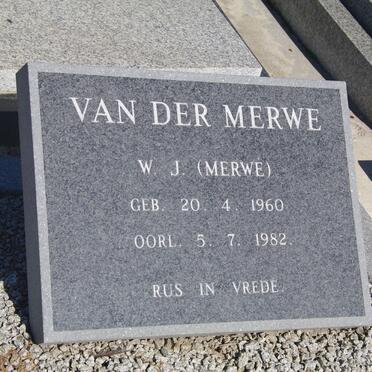 VAN DER MERWE
W. J. (MERWE)
GEB. 20. 4. 1960
OORL. 5. 7. 1982.
RUS IN VREDE.